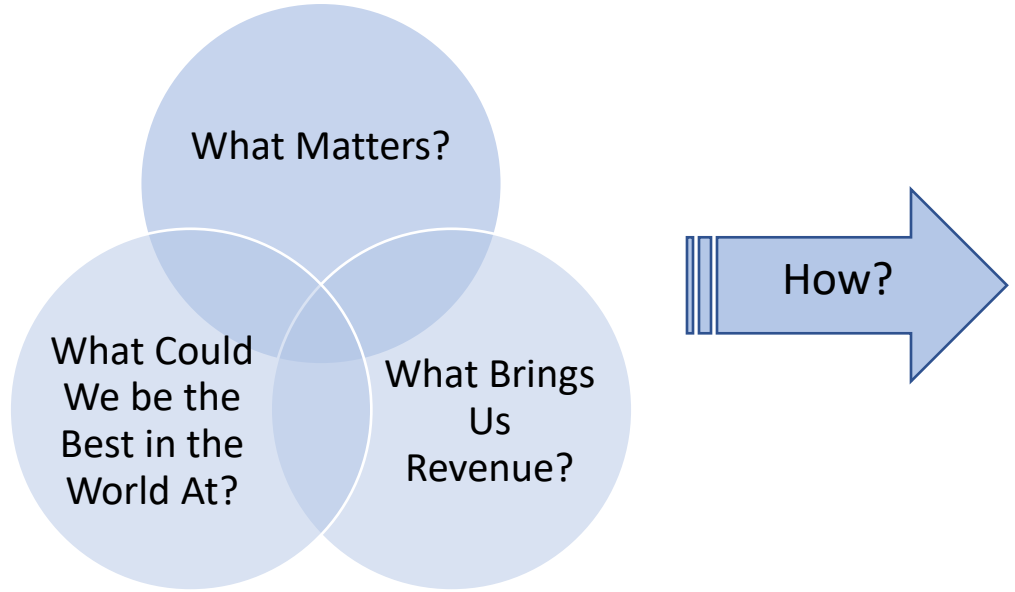 What Matters?
What Could
We be the
Best in the
World At?
What Brings
Us
Revenue?
How?